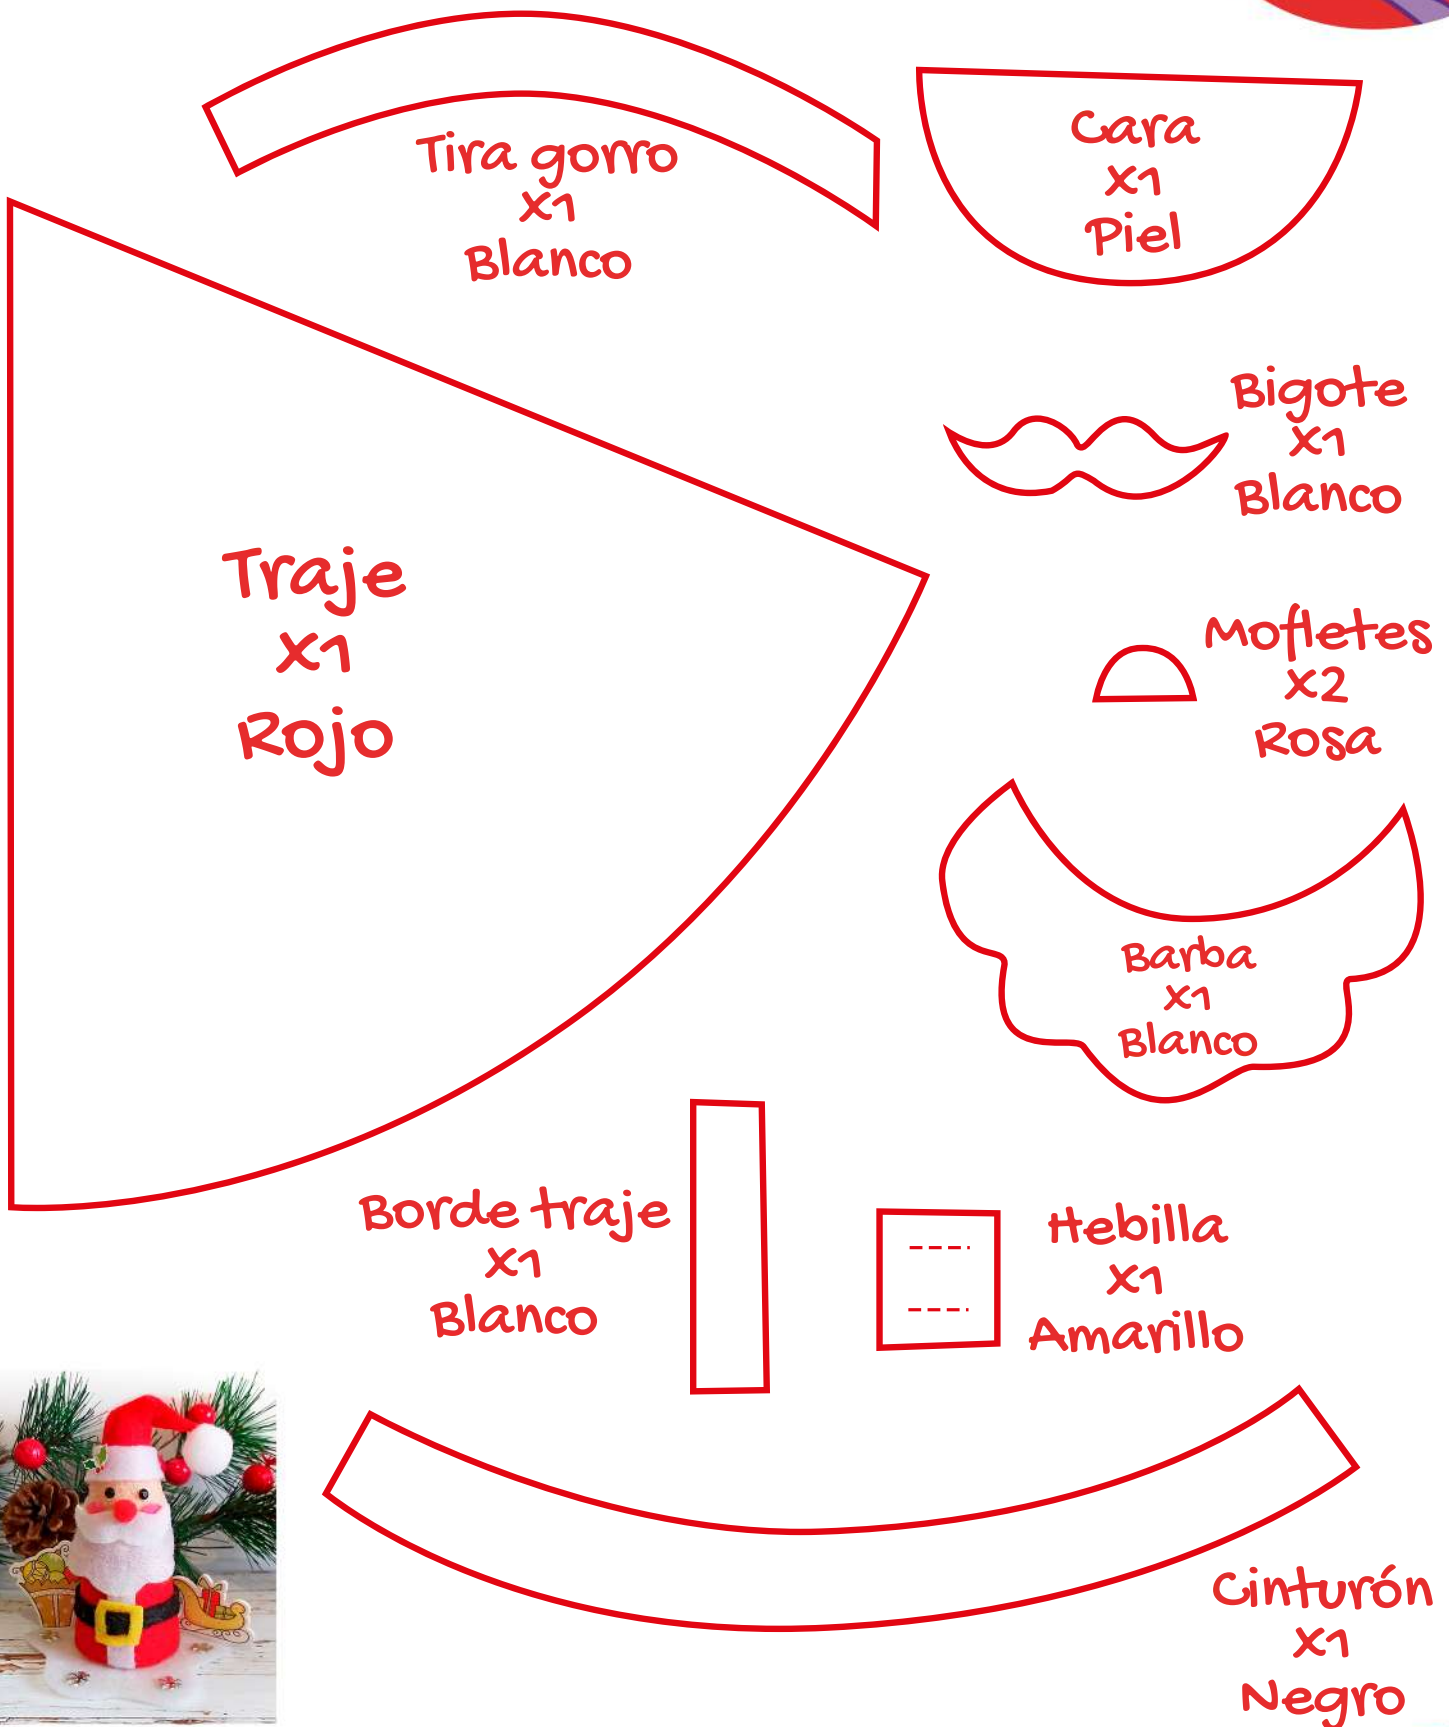 Tira gorro
X1
Blanco
Cara
X1
Piel
Bigote
X1
Blanco
Traje
X1
Rojo
Mofletes
X2
Rosa
Barba
X1
Blanco
Borde traje
X1
Blanco
Hebilla
X1
Amarillo
Cinturón
X1
Negro